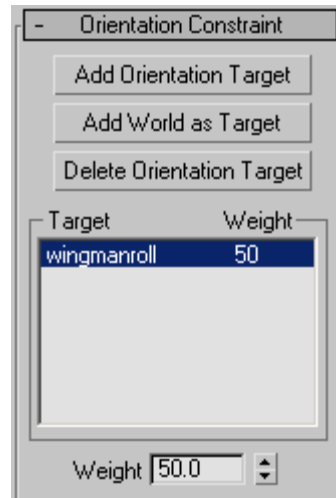 - Orientation Constraint
Add Orientation Target
Add World as Target
Delete Orientation Target
Target Weight
wingmanroll 50
Weight 50.0